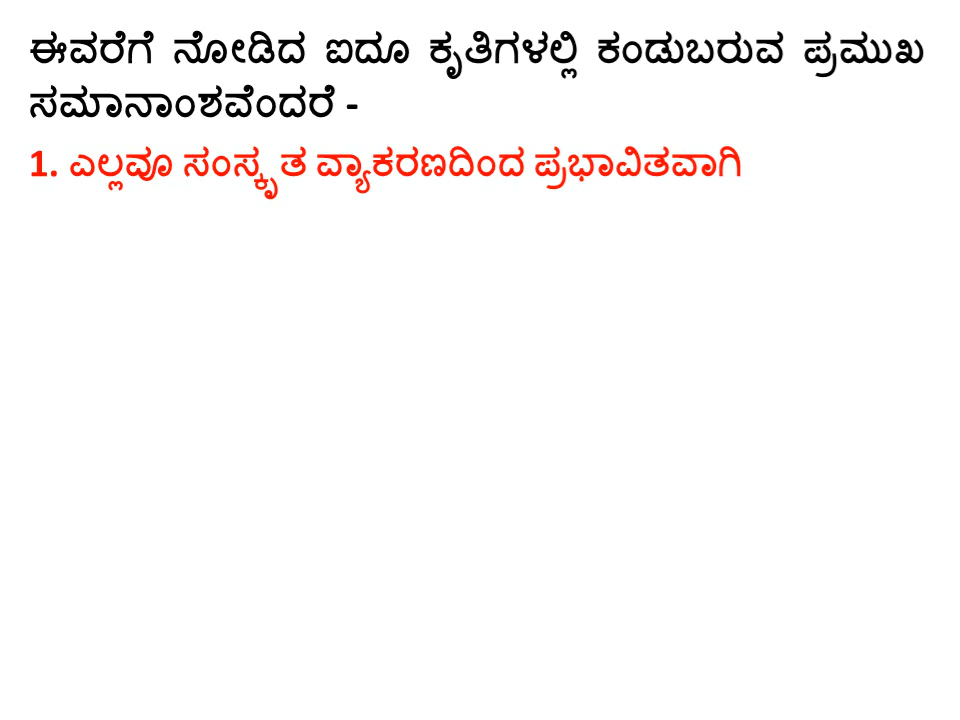 ಈವರೆಗೆ ನೋಡಿದ ಐದೂ ಕೃತಿಗಳಲ್ಲಿ ಕಂಡುಬರುವ ಪ್ರಮುಖ
ಸಮಾನಾಂಶವೆಂದರೆ -
1. ಎಲ್ಲವೂ ಸಂಸ್ಕೃತ ವ್ಯಾಕರಣದಿಂದ ಪ್ರಭಾವಿತವಾಗಿ